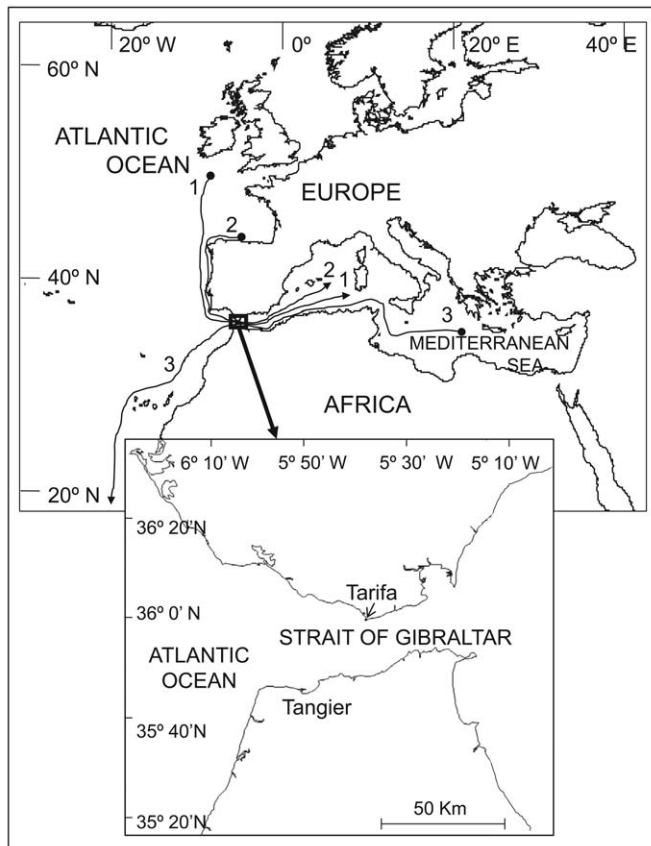 20º W
0º
20º E
40º E
60º N
ATLANTIC
OCEAN
1
EUROPE
2
40º N
2
1
3
MEDITERRANEAN
SEA
3
AFRICA
20º N
6º 10' W
5º 50' W
5º 30' W
5º 10' W
36º 20'N
Tarifa
36º 0' N
STRAIT OF GIBRALTAR
ATLANTIC
OCEAN
Tangier
35º 40'N
50 Km
35º 20'N